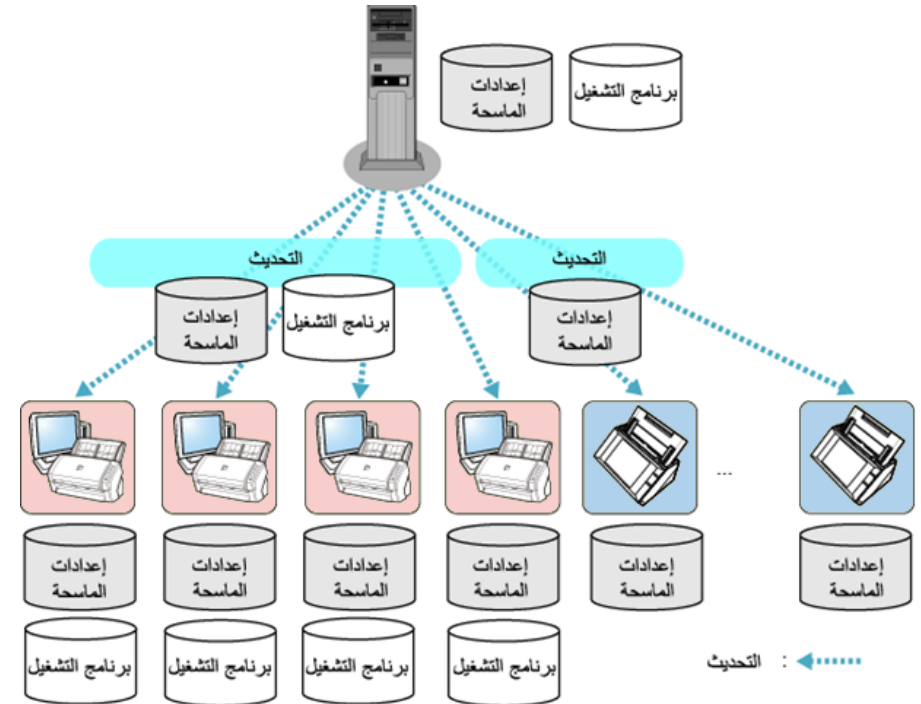 إعدادات
الماسحة
برنامج التشغيل
التحديث
التحديث
إعدادات
الماسحة
برنامج التشغيل
إعدادات
الماسحة
...
إعدادات
الماسحة
إعدادات
الماسحة
إعدادات
الماسحة
إعدادات
الماسحة
إعدادات
الماسحة
إعدادات
الماسحة
برنامج التشغيل
برنامج التشغيل
برنامج التشغيل
برنامج التشغيل
: التحديث